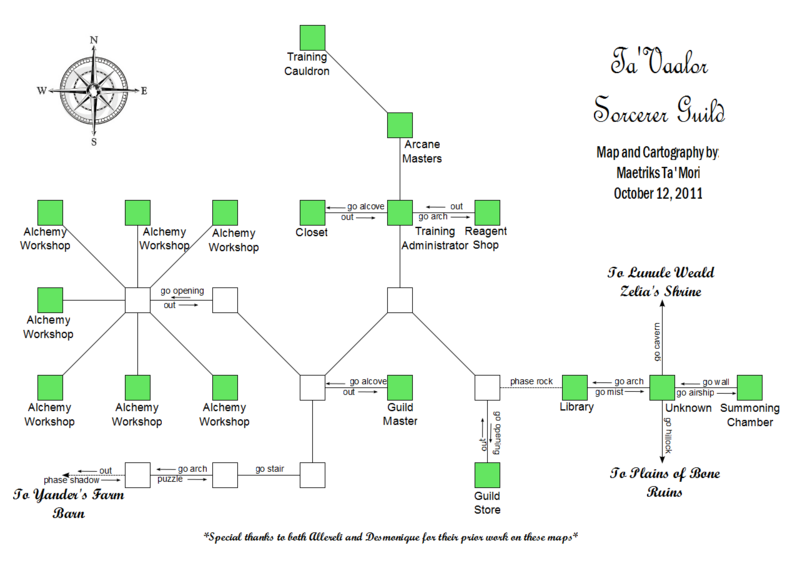 N
W
E
S
Ta'Vaalor
Sorcerer Guild
Map and Cartography by:
Maetriks Ta'Mori
October 12, 2011
Training
Cauldron
Arcane
Masters
go alcove
out
Closet
out
go arch
Training
Administrator
Reagent
Shop
Alchemy
Workshop
Alchemy
Workshop
Alchemy
Workshop
Alchemy
Workshop
go opening
out
Alchemy
Workshop
Alchemy
Workshop
Alchemy
Workshop
go alcove
out
Guild
Master
phase rock
go opening
out
Guild
Store
Library
go arch
go mist
Unknown
go wall
go airship
Summoning
Chamber
To Lunule Weald
Zelia's Shrine
go cavern
go hillock
To Plains of Bone
Ruins
out
phase shadow
go arch
puzzle
go stair
To Yander's Farm
Barn
*Special thanks to both Allereli and Desmonique for their prior work on these maps*